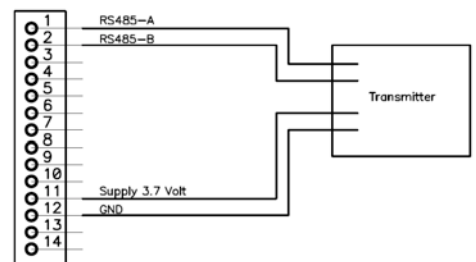 1 RS485-A
2 RS485-B
3
4
5
6
7
8
9
10
11 Supply 3.7 Volt
12 GND
13
14
Transmitter